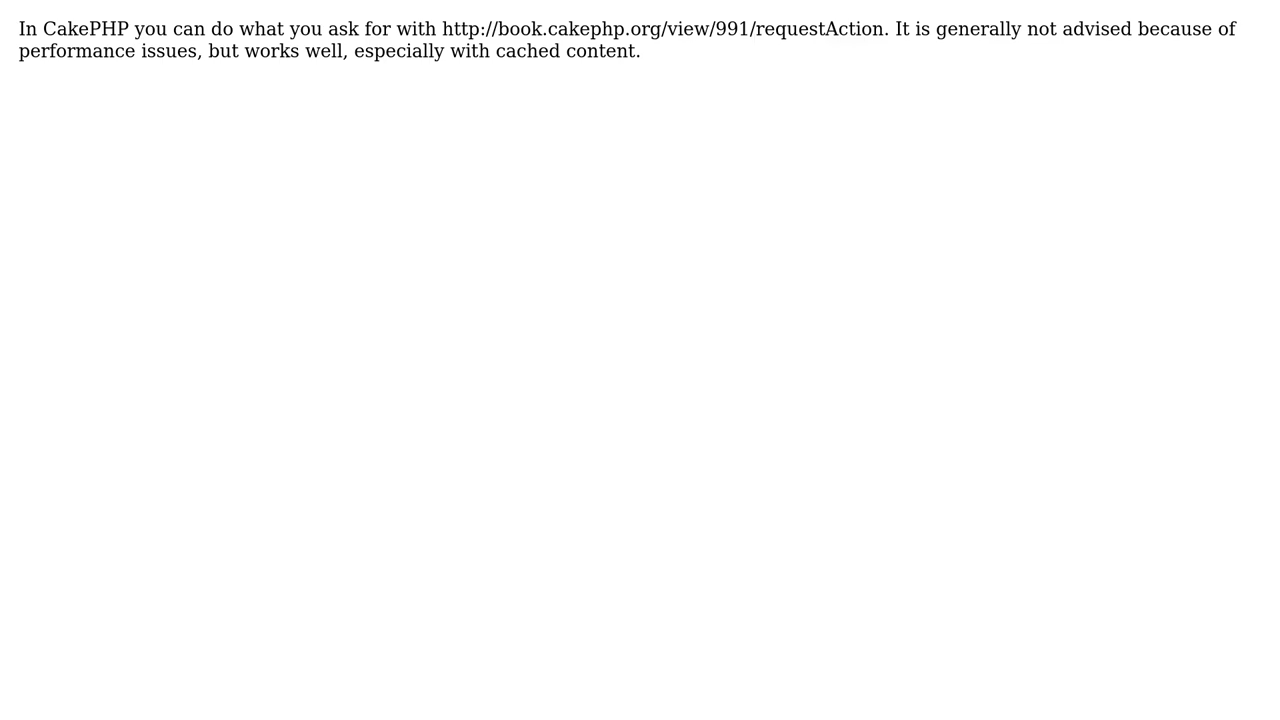 In CakePHP you can do what you ask for with http://book.cakephp.org/view/991/requestAction. It is generally not advised because of
performance issues, but works well, especially with cached content.